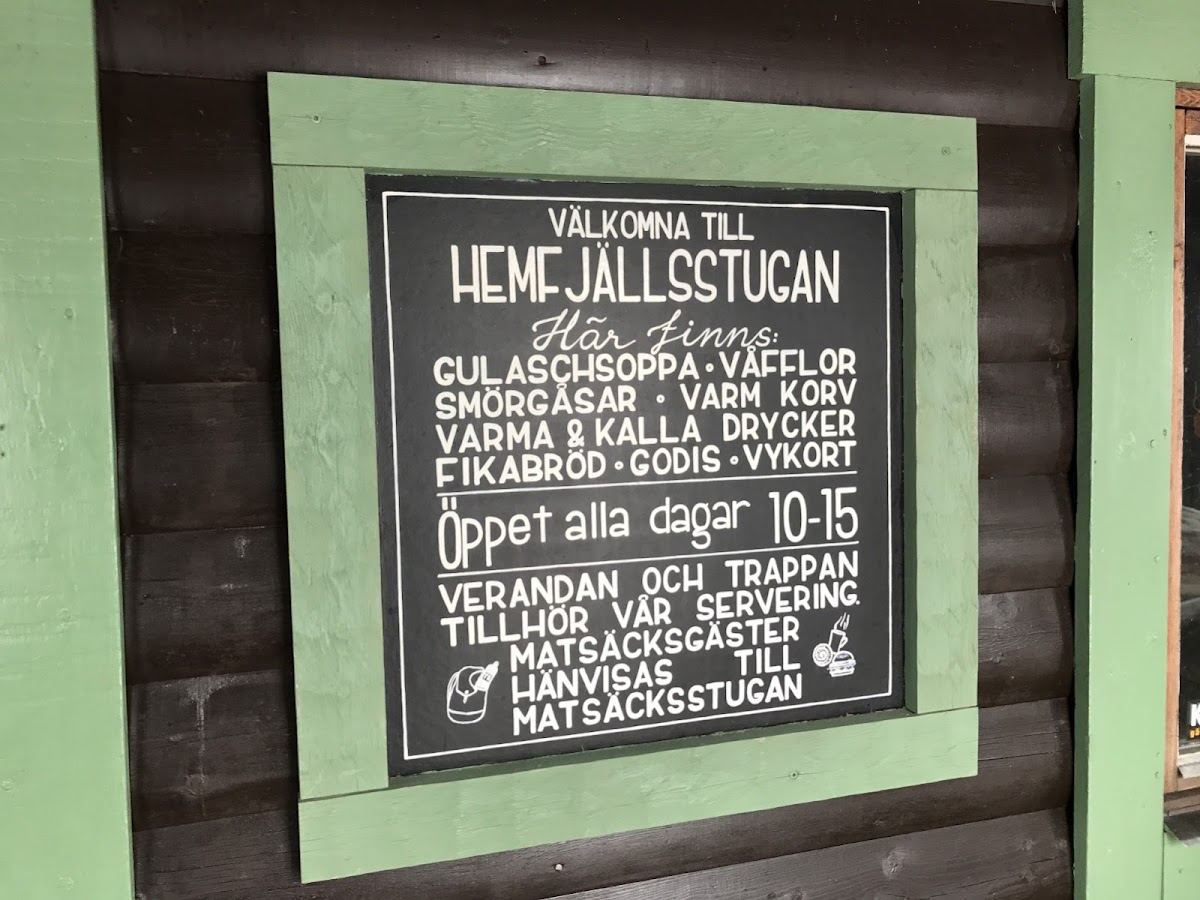 VÄLKOMNA TILL
HEMFJÄLLSSTUGAN
Här finns:
GULASCHSOPPA • VÅFFLOR
SMÖRGÅSAR • VARM KORV
VARMA & KALLA DRYCKER
FIKABRÖD • GODIS • VYKORT
Öppet alla dagar 10-15
VERANDAN OCH TRAPPAN
TILLHÖR VÅR SERVERING.
MATSÄCKSGÄSTER
HÄNVISAS TILL
MATSÄCKSSTUGAN